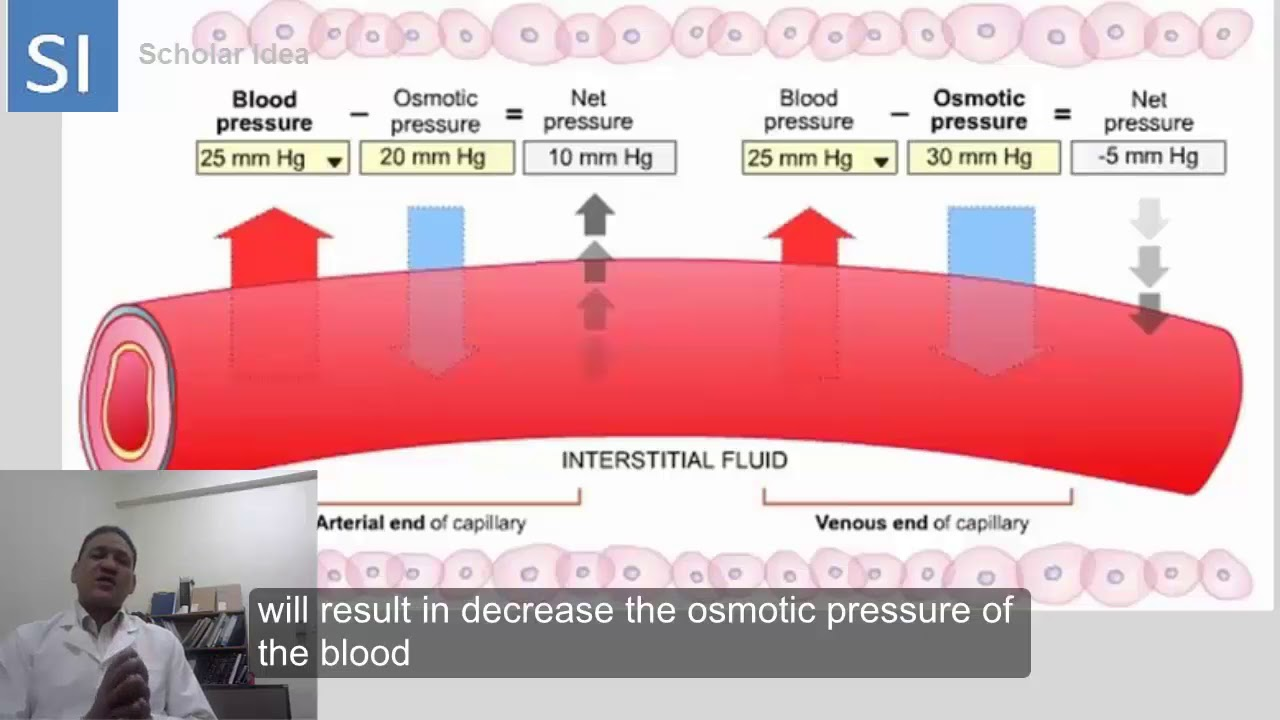 SI
Scholar Idea
Blood pressure – Osmotic pressure = Net pressure
25 mm Hg 20 mm Hg 10 mm Hg
Blood pressure – Osmotic pressure = Net pressure
25 mm Hg 30 mm Hg -5 mm Hg
INTERSTITIAL FLUID
Arterial end of capillary
Venous end of capillary
will result in decrease the osmotic pressure of
the blood